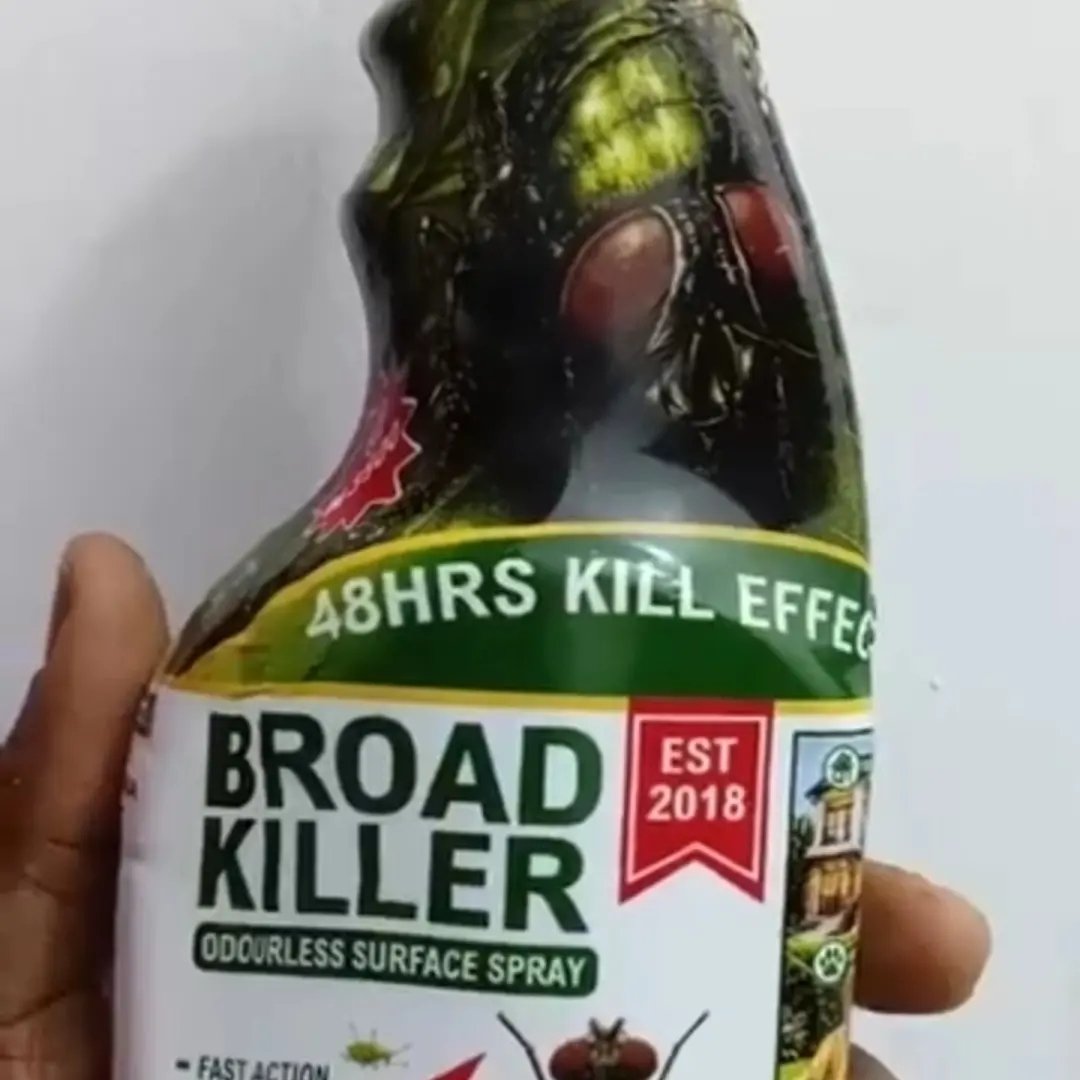 48HRS KILL EFFEC
BROAD
KILLER
EST
2018
ODOURLESS SURFACE SPRAY
- FAST ACTION